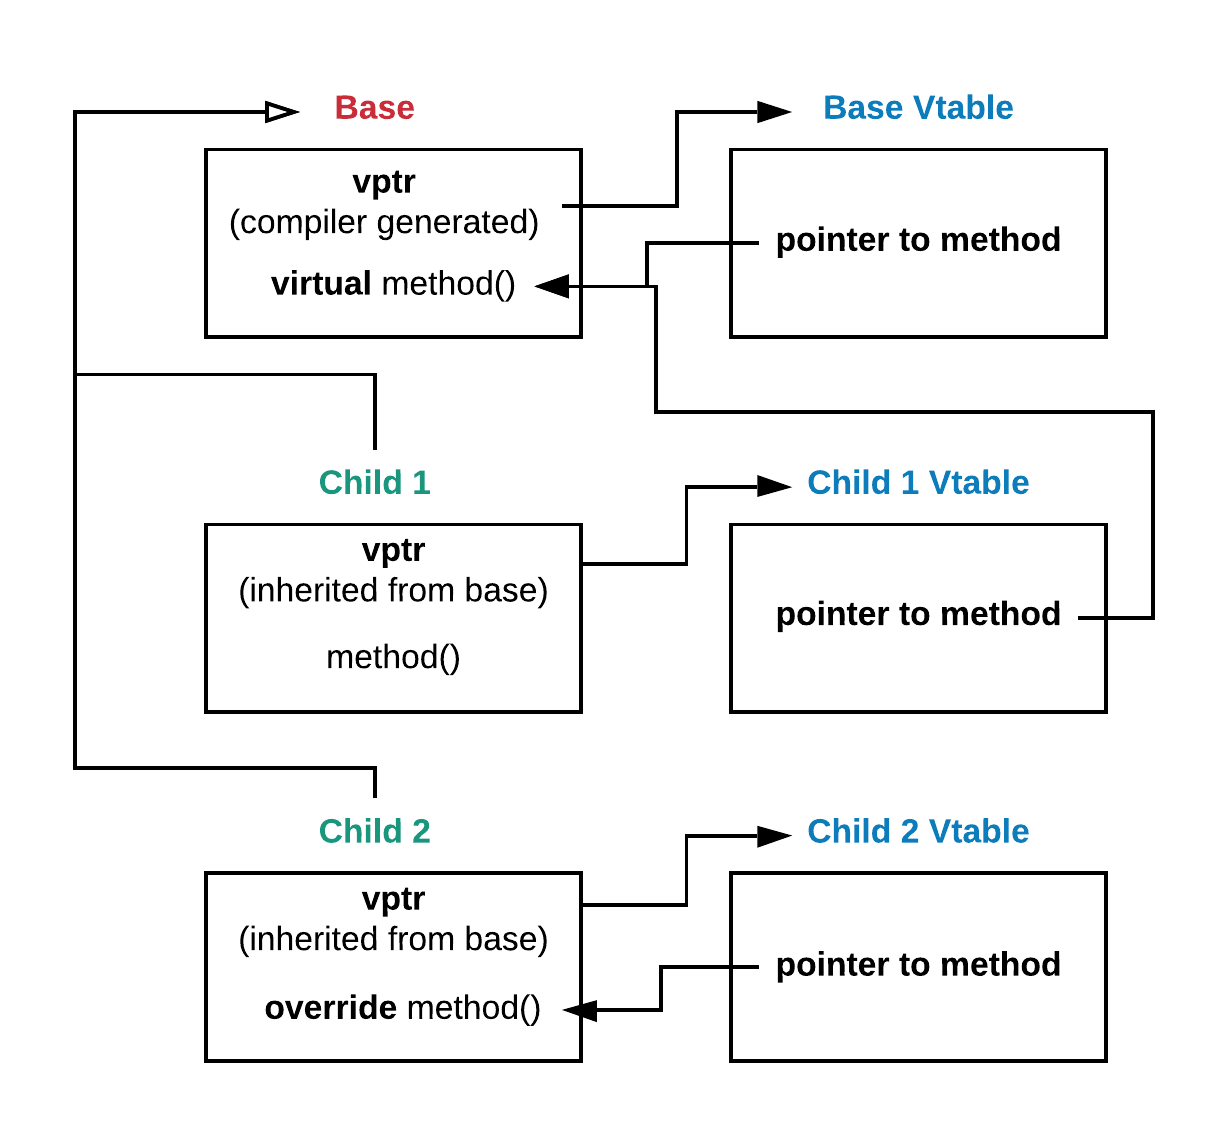 Base
Base Vtable
vptr
(compiler generated)
virtual method()
pointer to method
Child 1
Child 1 Vtable
vptr
(inherited from base)
method()
pointer to method
Child 2
Child 2 Vtable
vptr
(inherited from base)
override method()
pointer to method